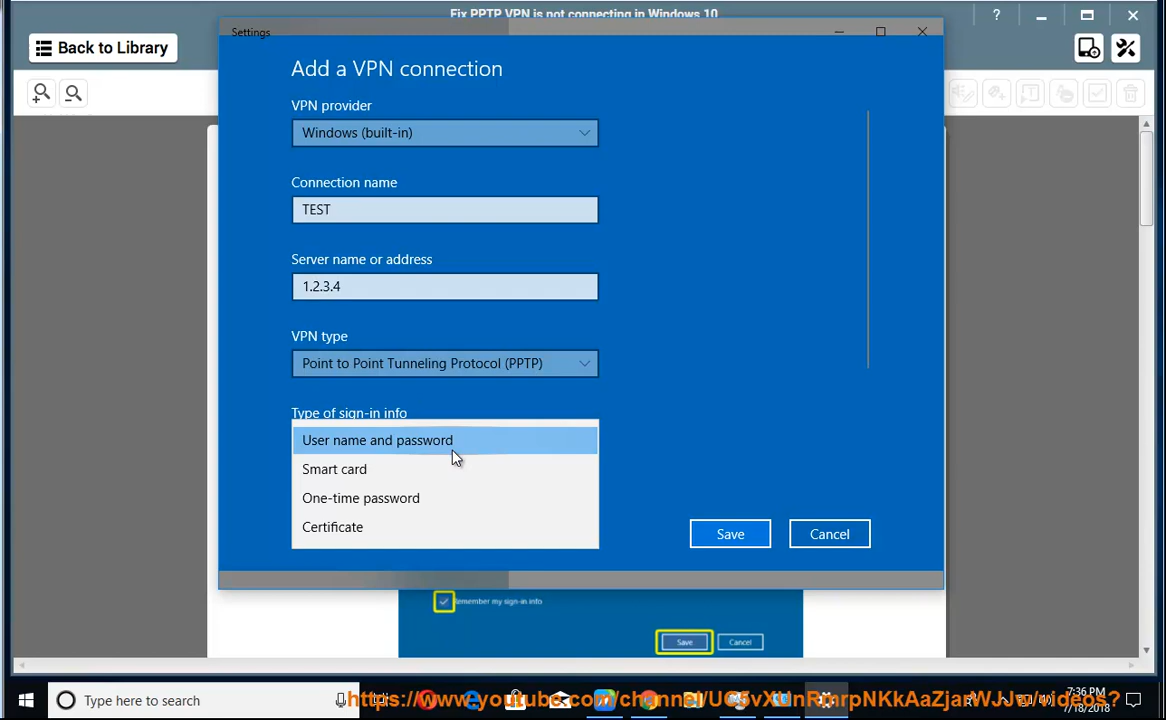 Fix PPTP VPN is not connecting in Windows 10
?
Back to Library
Settings
Add a VPN connection
VPN provider
Windows (built-in)
Connection name
TEST
Server name or address
1.2.3.4
VPN type
Point to Point Tunneling Protocol (PPTP)
Type of sign-in info
User name and password
Smart card
One-time password
Certificate
Save Cancel
Remember my sign-in info
Save Cancel
Type here to search
7:36 PM
7/18/2018